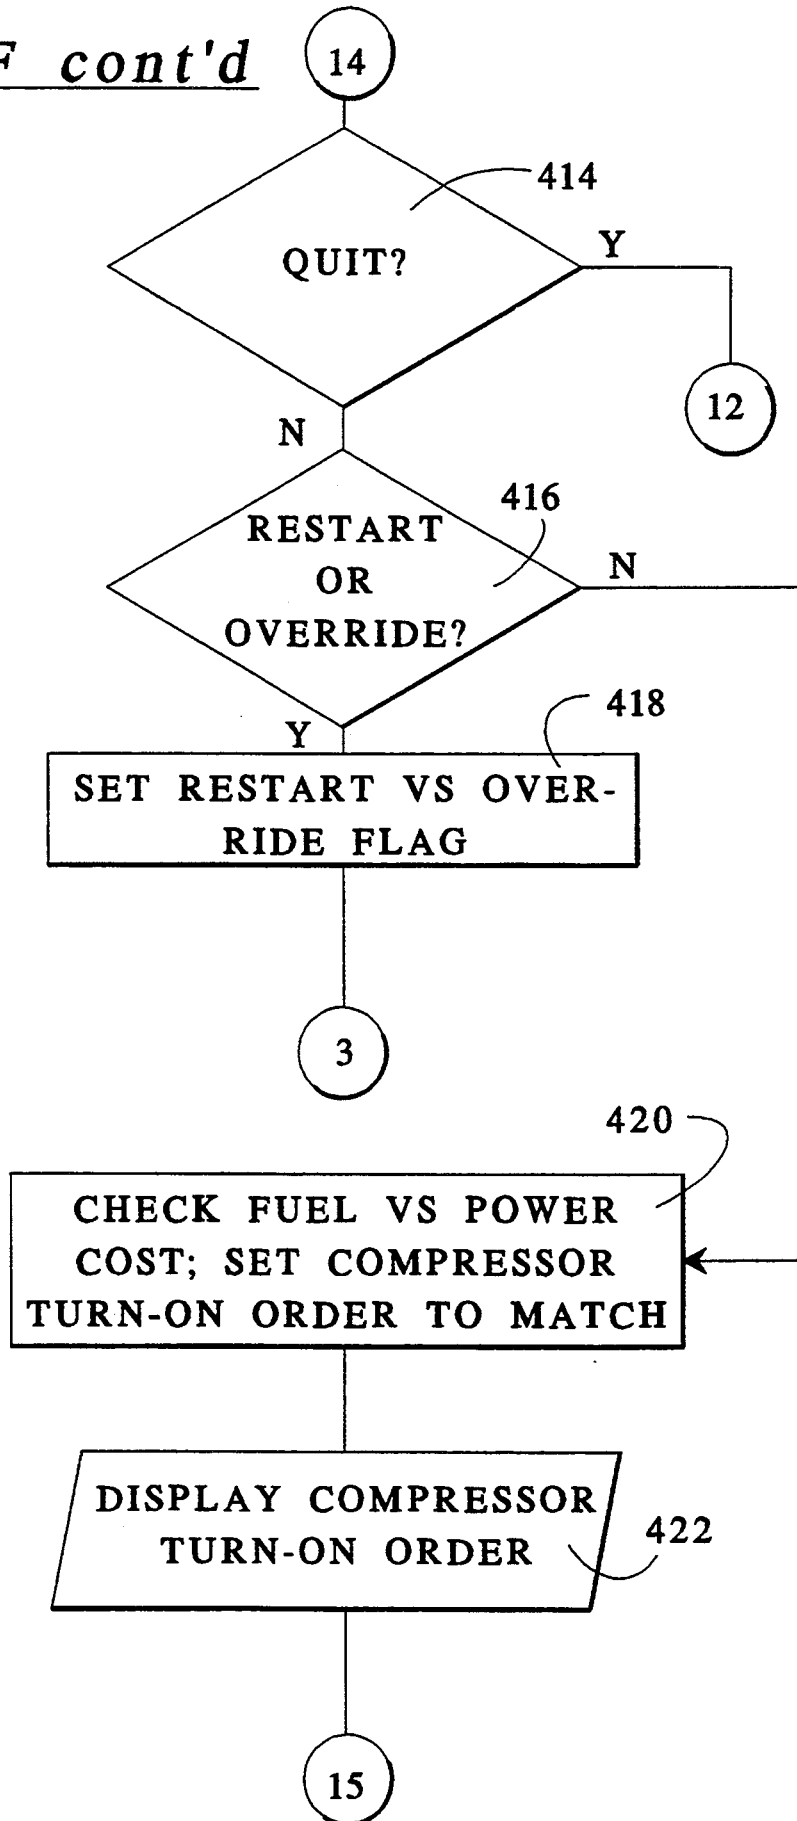 F cont'd
14
414
QUIT?
Y
12
N
416
RESTART
OR
OVERRIDE?
N
418
Y
SET RESTART VS OVER-
RIDE FLAG
3
420
CHECK FUEL VS POWER
COST; SET COMPRESSOR
TURN-ON ORDER TO MATCH
DISPLAY COMPRESSOR
TURN-ON ORDER
422
15